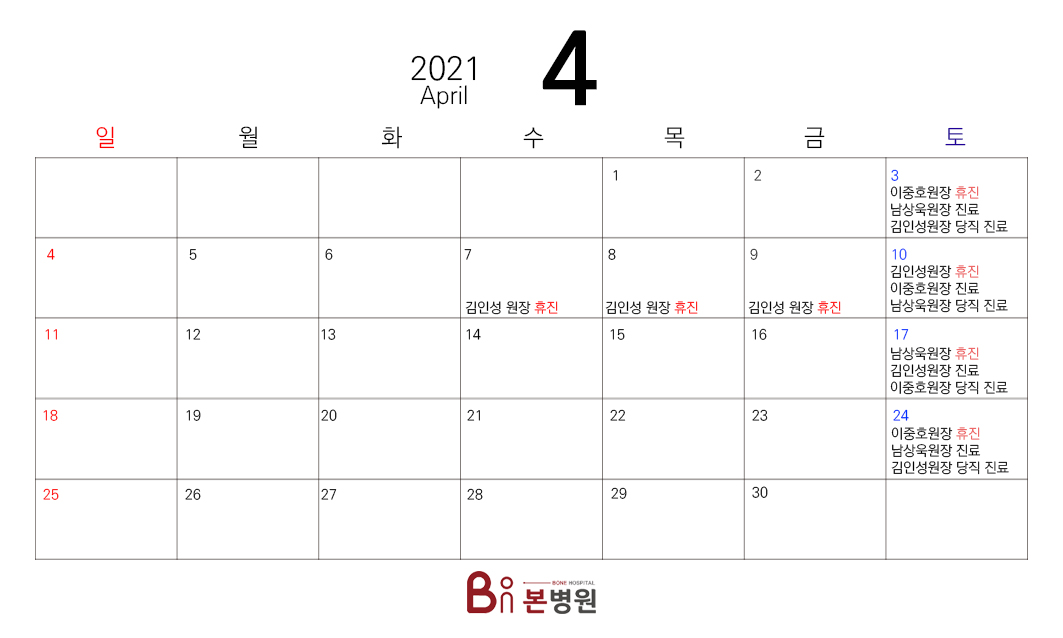 2021
April
4
일 월 화 수 목 금 토
1 2 3
이중호원장 휴진
남상욱원장 진료
김인성원장 당직 진료
4 5 6 7 8 9 10
김인성원장 휴진
이중호원장 진료
김인성 원장 휴진 김인성 원장 휴진 김인성 원장 휴진 남상욱원장 당직 진료
11 12 13 14 15 16 17
남상욱원장 휴진
김인성원장 진료
이중호원장 당직 진료
18 19 20 21 22 23 24
이중호원장 휴진
남상욱원장 진료
김인성원장 당직 진료
25 26 27 28 29 30
BONE HOSPITAL
본병원